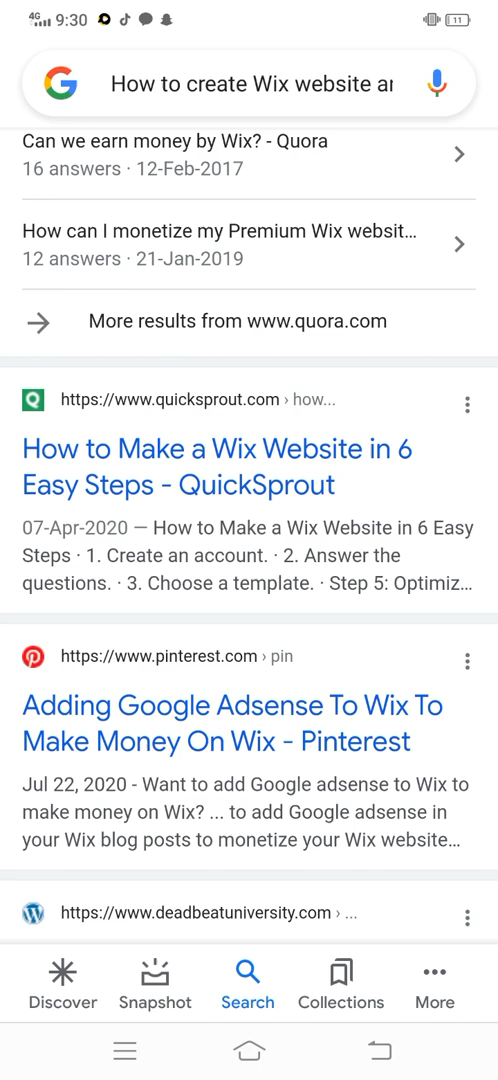 4G 9:30 11
How to create Wix website ar
Can we earn money by Wix? - Quora
16 answers · 12-Feb-2017
How can I monetize my Premium Wix websit...
12 answers · 21-Jan-2019
More results from www.quora.com
https://www.quicksprout.com › how...
How to Make a Wix Website in 6
Easy Steps - QuickSprout
07-Apr-2020 — How to Make a Wix Website in 6 Easy
Steps · 1. Create an account. · 2. Answer the
questions. · 3. Choose a template. · Step 5: Optimiz...
https://www.pinterest.com › pin
Adding Google Adsense To Wix To
Make Money On Wix - Pinterest
Jul 22, 2020 - Want to add Google adsense to Wix to
make money on Wix? ... to add Google adsense in
your Wix blog posts to monetize your Wix website...
https://www.deadbeatuniversity.com › ...
Discover Snapshot Search Collections More